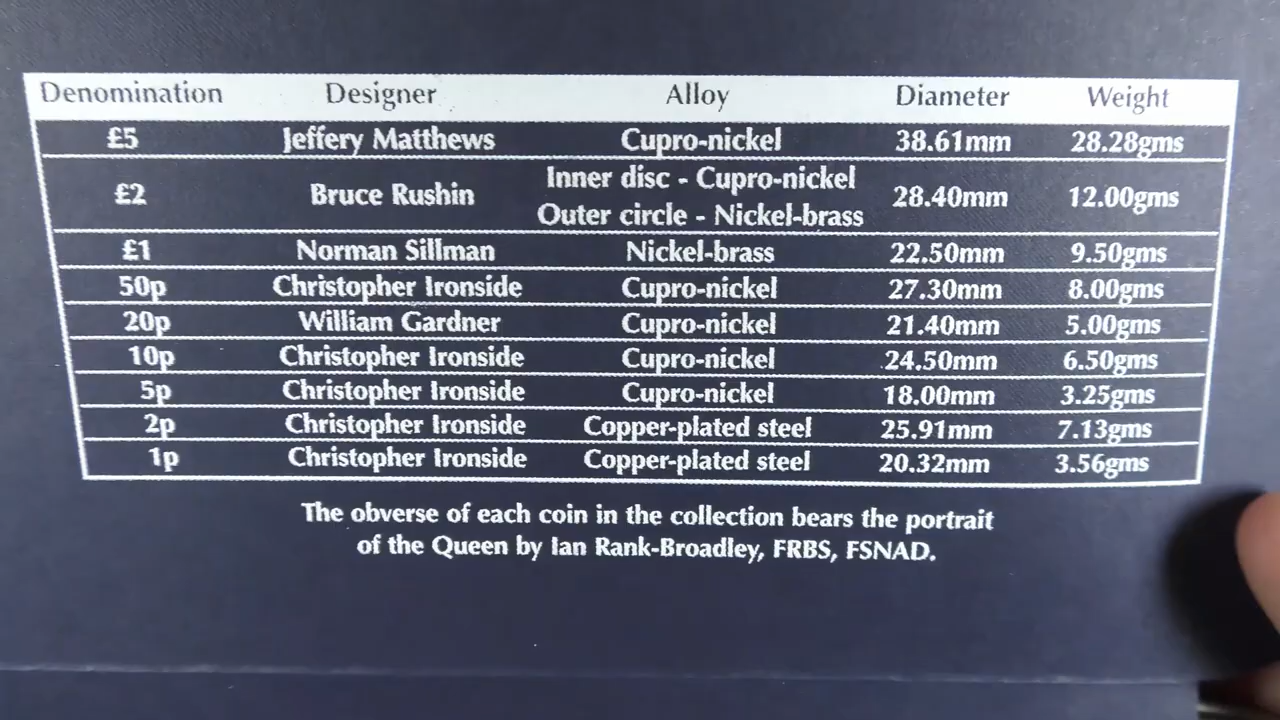 Denomination Designer Alloy Diameter Weight
£5 Jeffery Matthews Cupro-nickel 38.61mm 28.28gms
£2 Bruce Rushin Inner disc - Cupro-nickel 28.40mm 12.00gms
Outer circle - Nickel-brass
£1 Norman Sillman Nickel-brass 22.50mm 9.50gms
50p Christopher Ironside Cupro-nickel 27.30mm 8.00gms
20p William Gardner Cupro-nickel 21.40mm 5.00gms
10p Christopher Ironside Cupro-nickel 24.50mm 6.50gms
5p Christopher Ironside Cupro-nickel 18.00mm 3.25gms
2p Christopher Ironside Copper-plated steel 25.91mm 7.13gms
1p Christopher Ironside Copper-plated steel 20.32mm 3.56gms
The obverse of each coin in the collection bears the portrait
of the Queen by Ian Rank-Broadley, FRBS, FSNAD.